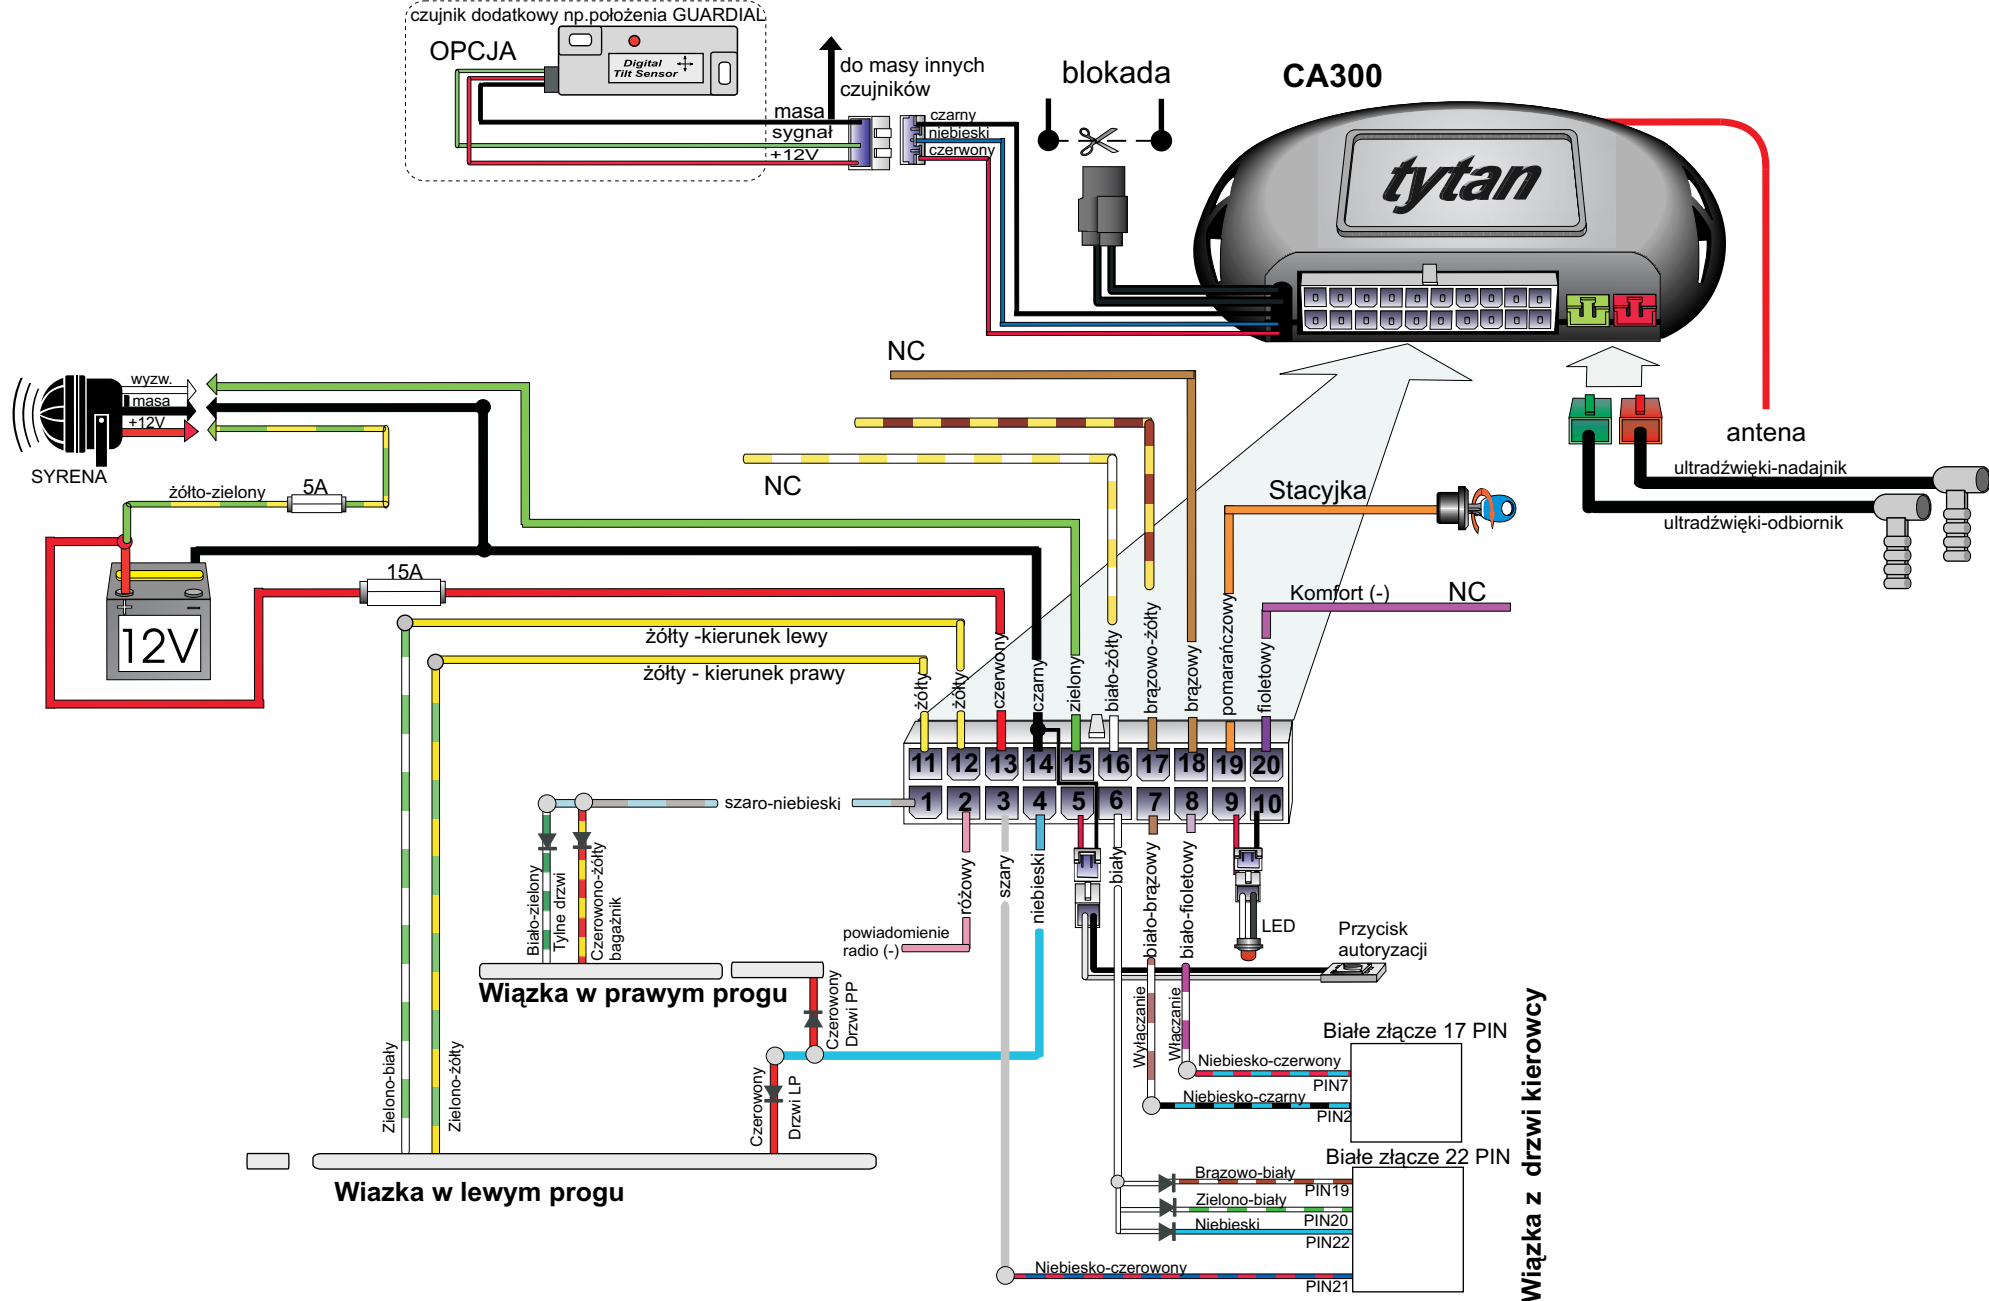 czujnik dodatkowy np.położenia GUARDIAL
OPCJA
Digital
Tilt Sensor
do masy innych
czujników
masa
sygnał
+12V
czarny
niebieski
czerwony
blokada
CA300
tytan
NC
wyzw.
masa
+12V
SYRENA
żółto-zielony
5A
NC
Stacyjka
antena
ultradźwięki-nadajnik
ultradźwięki-odbiornik
15A
12V
Komfort (-)
NC
żółty -kierunek lewy
żółty - kierunek prawy
żółty
żółty
czerwony
czarny
zielony
biało-żółty
brązowo-żółty
brązowy
pomarańczowy
fioletowy
11 12 13 14 15 16 17 18 19 20
1 2 3 4 5 6 7 8 9 10
szaro-niebieski
różowy
szary
niebieski
biały
biało-brązowy
biało-fioletowy
LED
Przycisk
autoryzacji
powiadomienie
radio (-)
Biało-zielony
Tylne drzwi
Czerowono-żółty
bagażnik
Wiązka w prawym progu
Czerowony
Drzwi PP
Czerowony
Drzwi LP
Zielono-biały
Zielono-żółty
Wiazka w lewym progu
Wyłączanie
Włączanie
Białe złącze 17 PIN
Niebiesko-czerwony
PIN7
Niebiesko-czarny
PIN2
Białe złącze 22 PIN
Brązowo-biały
PIN19
Zielono-biały
PIN20
Niebieski
PIN22
Niebiesko-czerowony
PIN21
Wiązka z drzwi kierowcy